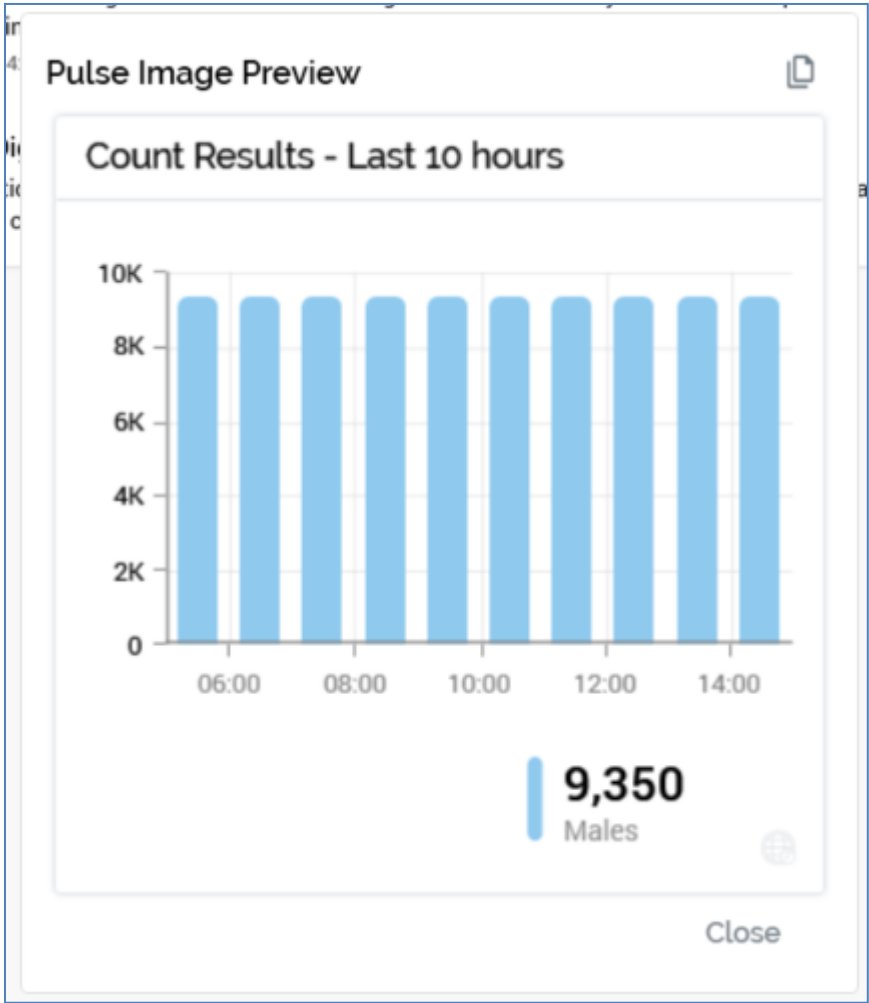 Pulse Image Preview
Count Results - Last 10 hours
10K
8K
6K
4K
2K
0
06:00 08:00 10:00 12:00 14:00
9,350
Males
Close